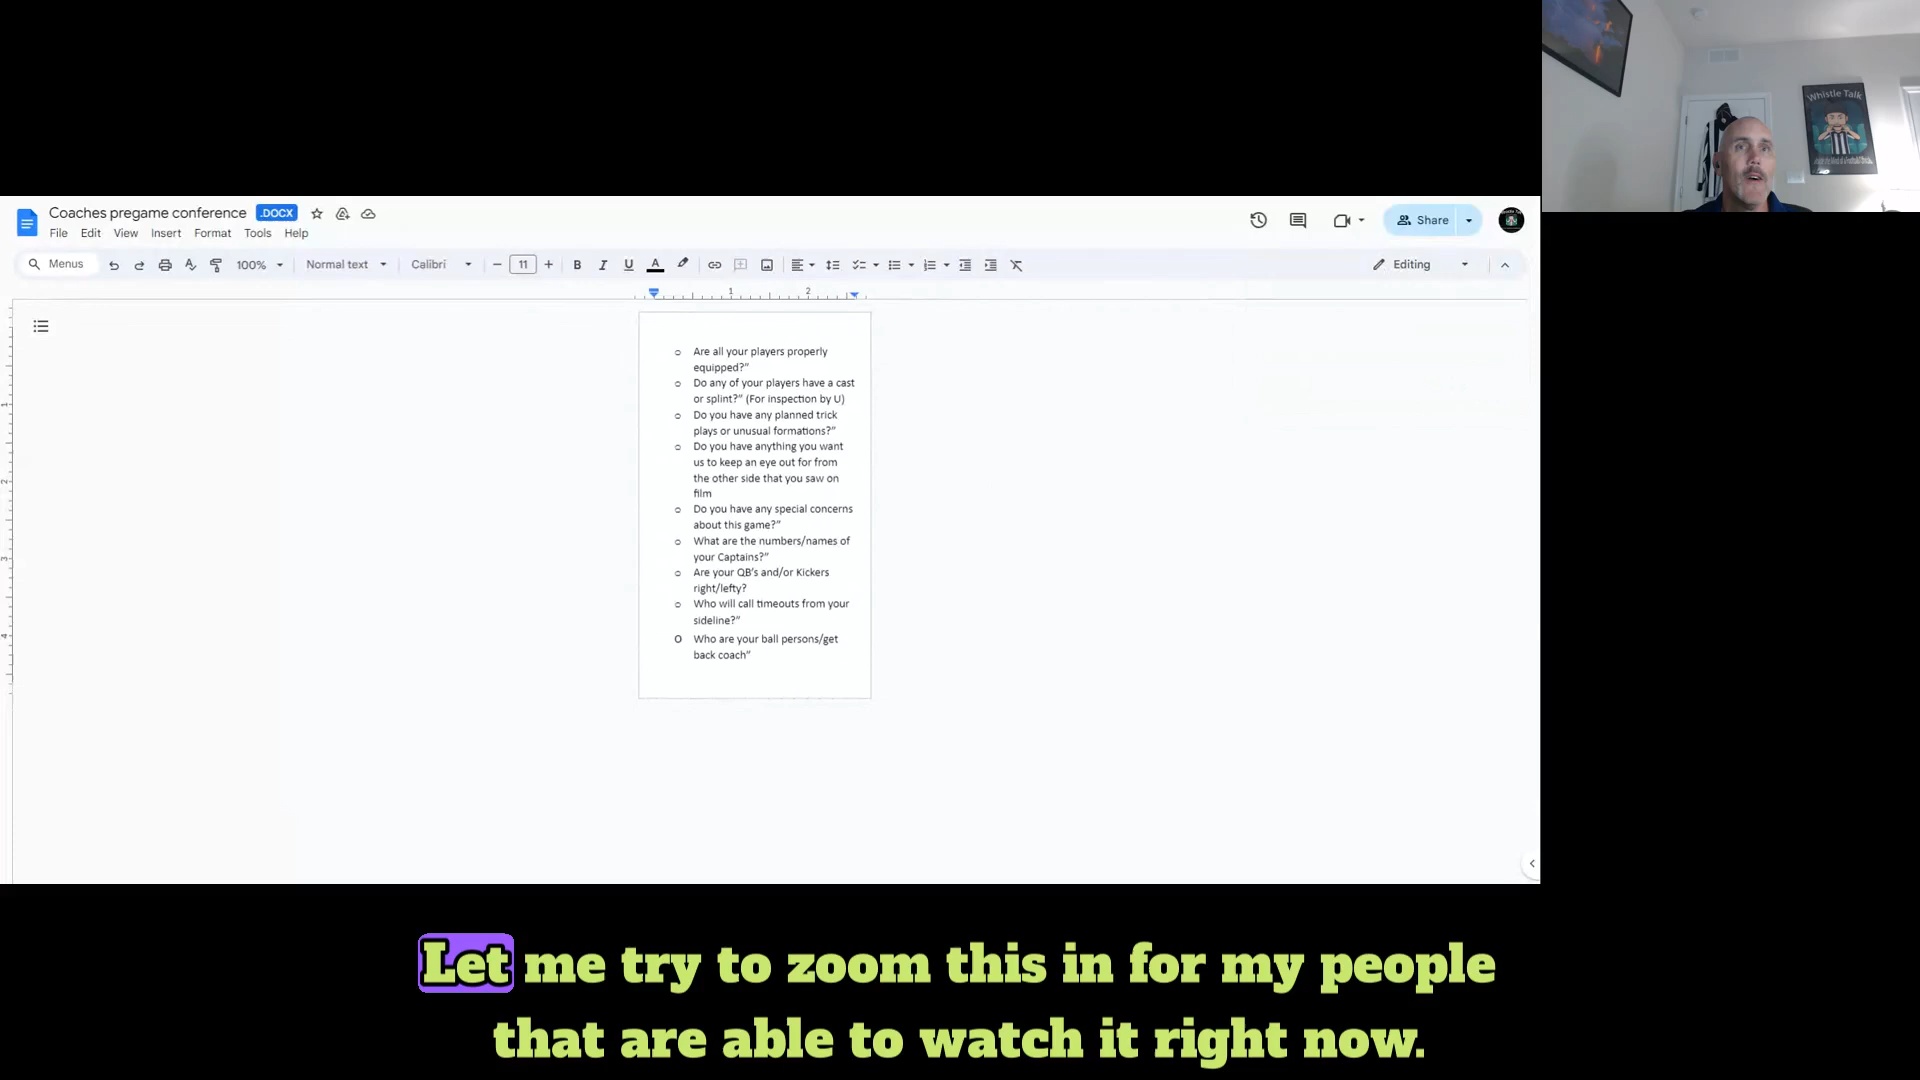 Whistle Talk
Coaches pregame conference .DOCX
Share
File Edit View Insert Format Tools Help
Menus 100% Normal text Calibri 11 B I U A Editing
1 2
1
2
3
4
o Are all your players properly
equipped?”
o Do any of your players have a cast
or splint?” (For inspection by U)
o Do you have any planned trick
plays or unusual formations?”
o Do you have anything you want
us to keep an eye out for from
the other side that you saw on
film
o Do you have any special concerns
about this game?”
o What are the numbers/names of
your Captains?”
o Are your QB’s and/or Kickers
right/lefty?
o Who will call timeouts from your
sideline?”
O Who are your ball persons/get
back coach”
Let me try to zoom this in for my people
that are able to watch it right now.